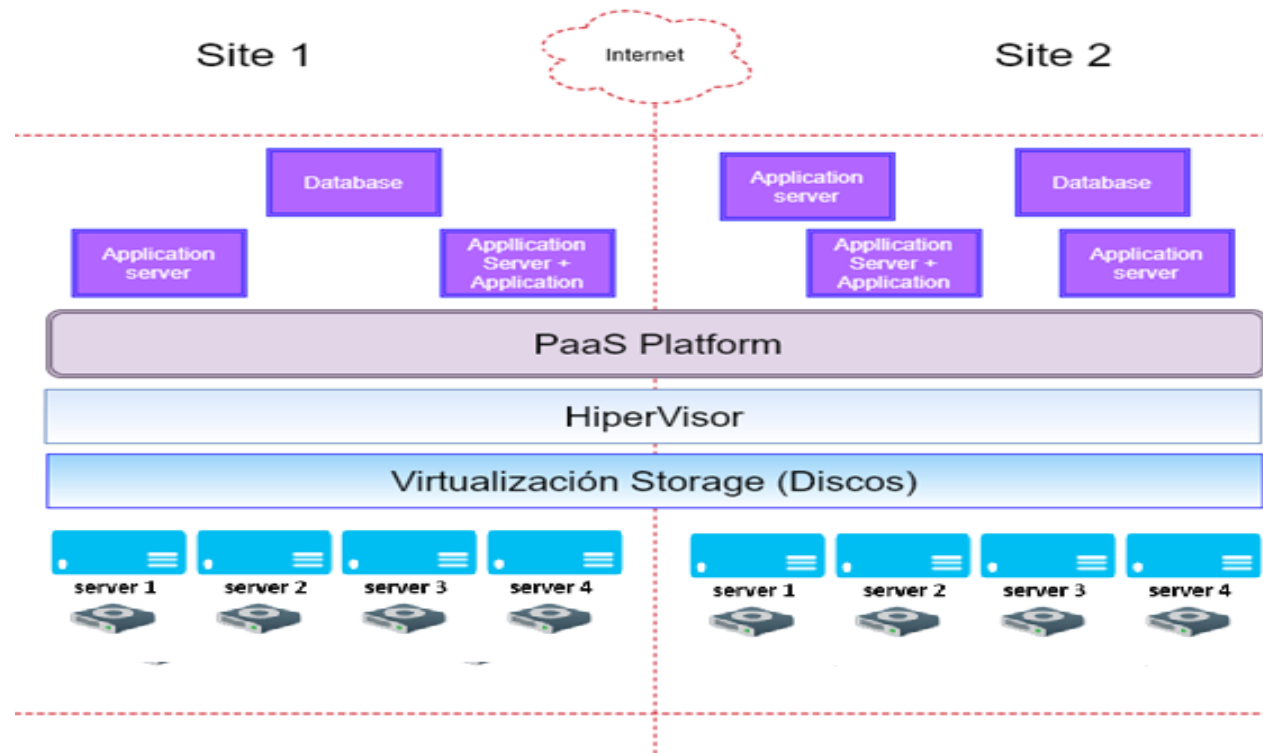 Site 1
Internet
Site 2
Database
Application
server
Appllication
Server +
Application
Application
server
Database
Appllication
Server +
Application
Application
server
PaaS Platform
HiperVisor
Virtualización Storage (Discos)
server 1
server 2
server 3
server 4
server 1
server 2
server 3
server 4